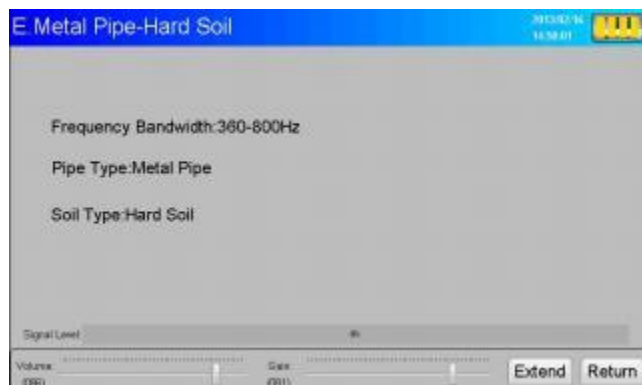 E.Metal Pipe-Hard Soil
Frequency Bandwidth:360-800Hz
Pipe Type:Metal Pipe
Soil Type:Hard Soil
Signal Level
Volume
Extend Return